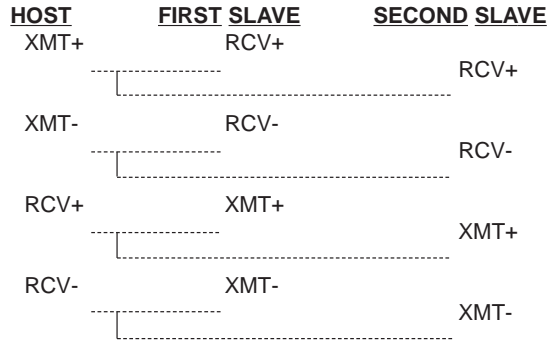 HOST FIRST SLAVE SECOND SLAVE
XMT+ RCV+
RCV+
XMT- RCV-
RCV-
RCV+ XMT+
XMT+
RCV- XMT-
XMT-